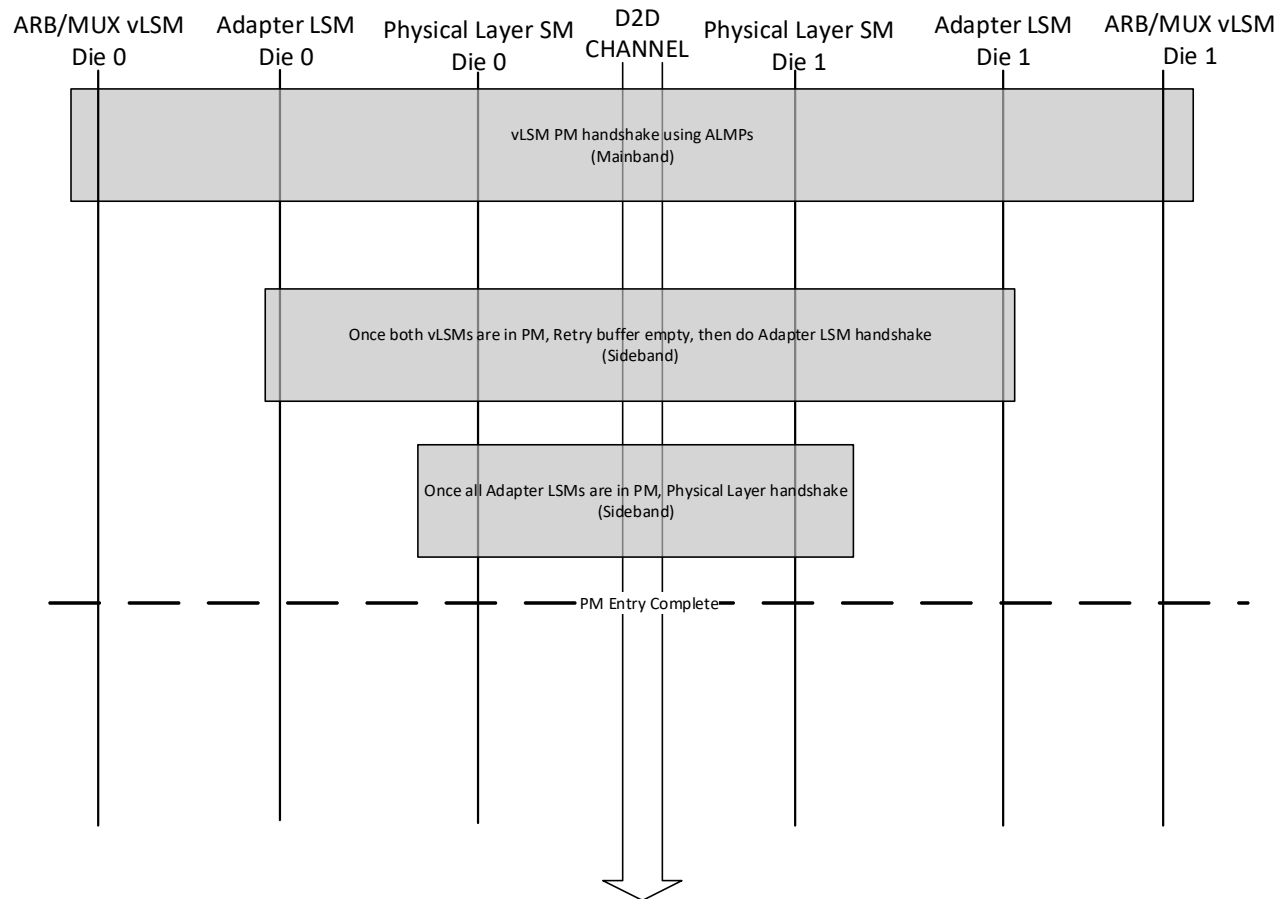 ARB/MUX vLSM
Die 0
Adapter LSM
Die 0
Physical Layer SM
Die 0
D2D
CHANNEL
Physical Layer SM
Die 1
Adapter LSM
Die 1
ARB/MUX vLSM
Die 1
vLSM PM handshake using ALMPs
(Mainband)
Once both vLSMs are in PM, Retry buffer empty, then do Adapter LSM handshake
(Sideband)
Once all Adapter LSMs are in PM, Physical Layer handshake
(Sideband)
PM Entry Complete